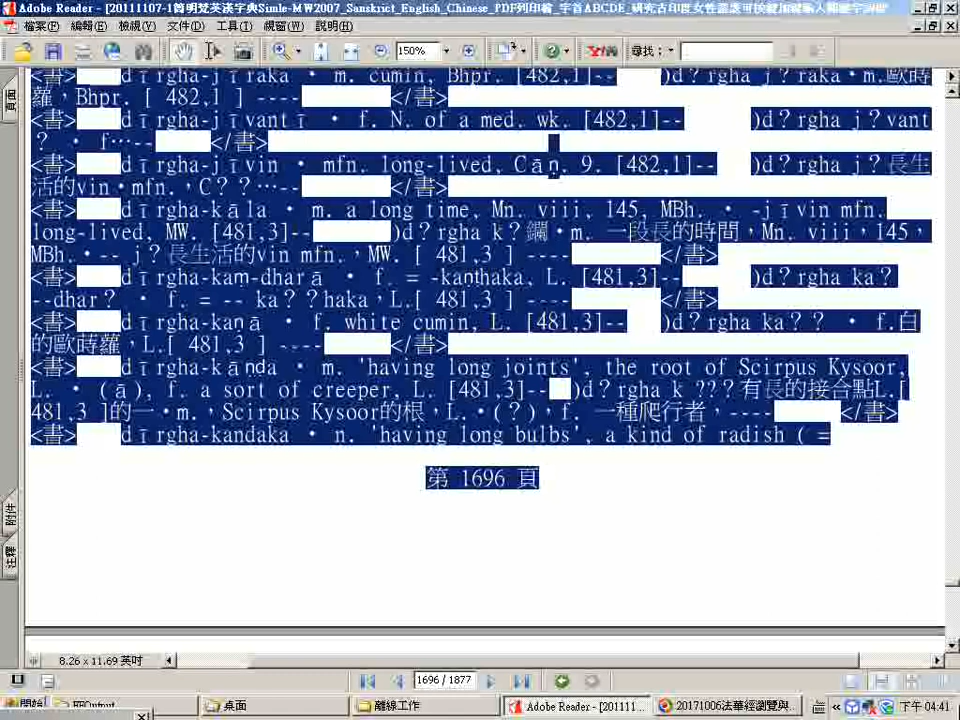 Adobe Reader - [20111107-1簡明梵英漢字典Simle-MW2007_Sanskrict_English_Chinese_PDF列印檔_字首ABCDE_研究古印度女性
檔案(F) 編輯(E) 檢視(V) 文件(D) 工具(T) 視窗(W) 說明(H)
150% 尋找：
頁面
<書> dīrgha-jīraka · m. cumin, Bhpr. [482,1]-- )d?rgha j?raka·m.歐時
蘿，Bhpr. [ 482,1 ] ---- </書>
<書> dīrgha-jīvantī · f. N. of a med. wk. [482,1]-- )d?rgha j?vant
? · f…-- </書>
<書> dīrgha-jīvin · mfn. long-lived, Cāṇ. 9. [482,1]-- )d?rgha j?長生
活的vin·mfn.，C??…-- </書>
<書> dīrgha-kāla · m. a long time, Mn. viii, 145, MBh. · -jīvin mfn.
long-lived, MW. [481,3]-- )d?rgha k?鑭·m. 一段長的時間，Mn. viii，145，
MBh.·-- j?長生活的vin mfn.，MW. [ 481,3 ] ---- </書>
<書> dīrgha-kaṃ-dharā · f. = -kaṇṭhaka, L. [481,3]-- )d?rgha ka?
--dhar? · f. = -- ka??haka，L.[ 481,3 ] ---- </書>
<書> dīrgha-kaṇā · f. white cumin, L. [481,3]-- )d?rgha ka?? · f.白
的歐時蘿，L.[ 481,3 ] ---- </書>
<書> dīrgha-kāṇḍa · m. 'having long joints', the root of Scirpus Kysoor,
L. · (ā), f. a sort of creeper, L. [481,3]-- )d?rgha k ???有長的接合點L.[
481,3 ]的一·m.，Scirpus Kysoor的根，L.·(?)，f. 一種爬行者，---- </書>
<書> dīrgha-kandaka · n. 'having long bulbs', a kind of radish ( =
第 1696 頁
附件
注釋
8.26 x 11.69 英吋
1696 / 1877
開始 桌面 離線工作 Adobe Reader - [201111... 20171006法華經瀏覽與... 下午 04:41